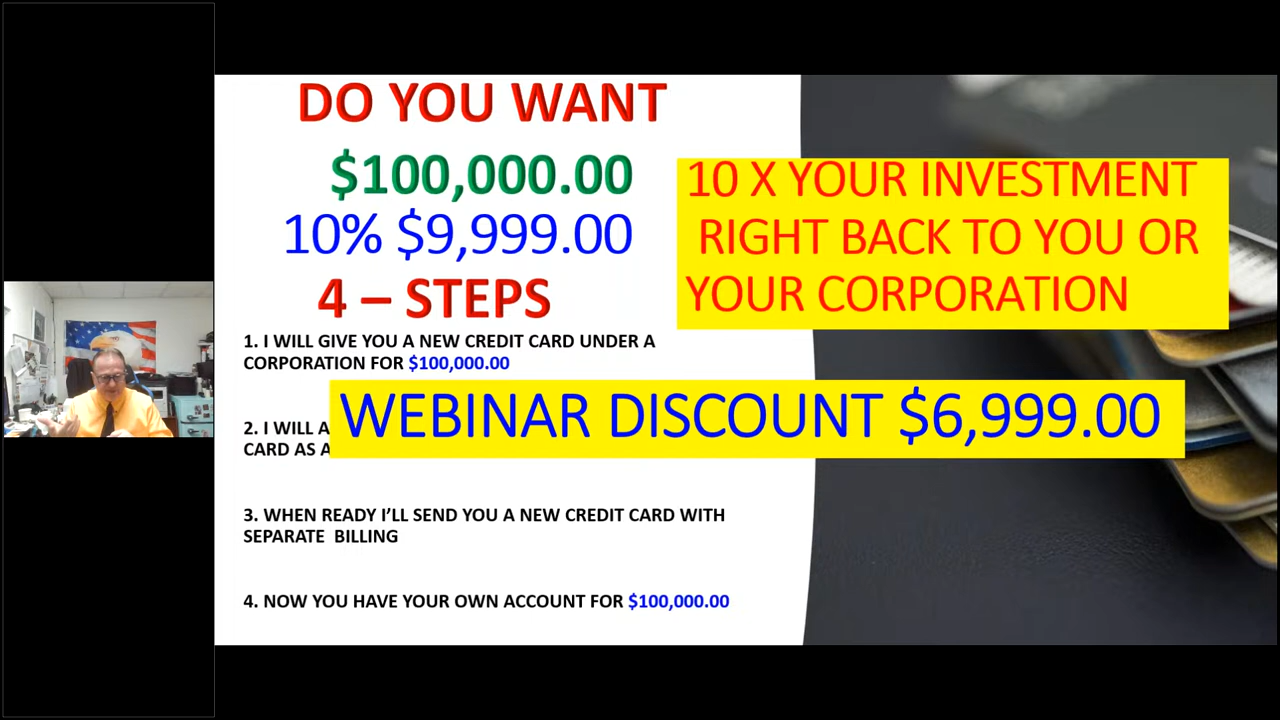 DO YOU WANT
$100,000.00
10% $9,999.00
4 – STEPS
10 X YOUR INVESTMENT
RIGHT BACK TO YOU OR
YOUR CORPORATION
1. I WILL GIVE YOU A NEW CREDIT CARD UNDER A
CORPORATION FOR $100,000.00
WEBINAR DISCOUNT $6,999.00
2. I WILL A
CARD AS A
3. WHEN READY I’LL SEND YOU A NEW CREDIT CARD WITH
SEPARATE BILLING
4. NOW YOU HAVE YOUR OWN ACCOUNT FOR $100,000.00